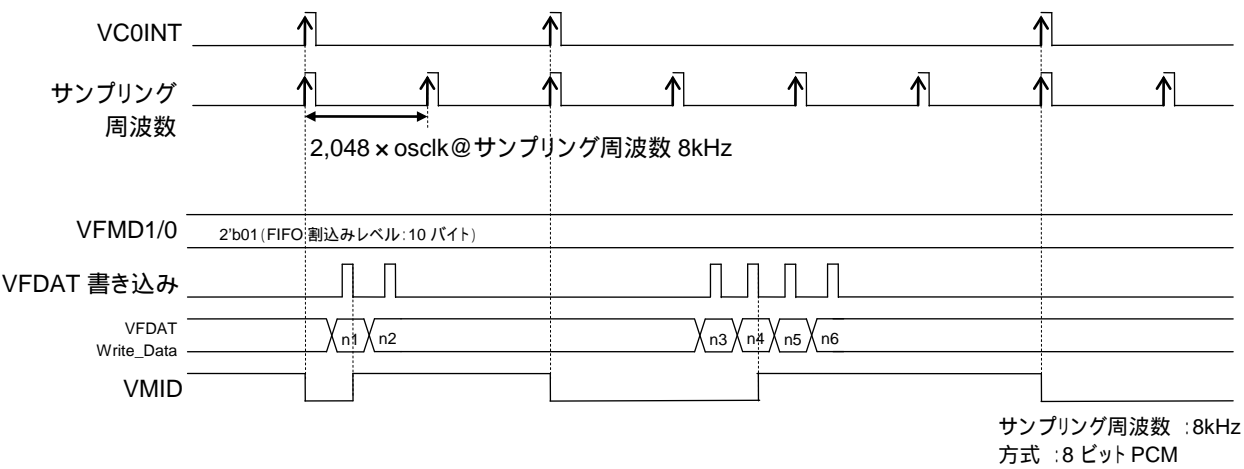 VC0INT
サンプリング
周波数
2,048 × osclk@サンプリング周波数 8kHz
VFMD1/0
2'b01(FIFO 割込みレベル:10 バイト)
VFDAT 書き込み
VFDAT
Write_Data
n1 n2 n3 n4 n5 n6
VMID
サンプリング周波数 :8kHz
方式 :8 ビット PCM